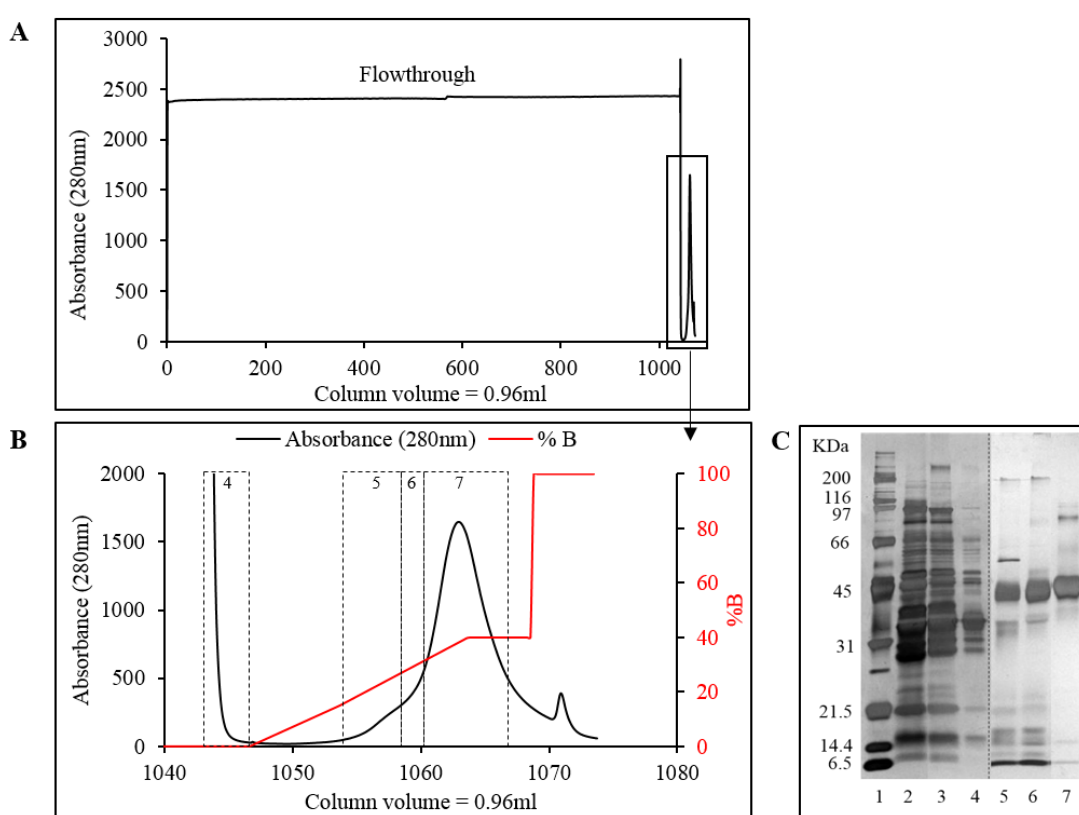 A
3000
2500
2000
1500
1000
500
0
Absorbance (280nm)
Flowthrough
0 200 400 600 800 1000
Column volume = 0.96ml
B
Absorbance (280nm) % B
2000
1500
1000
500
0
Absorbance (280nm)
4 5 6 7
100
80
60
40
20
0
%B
1040 1050 1060 1070 1080
Column volume = 0.96ml
C
KDa
200
116
97
66
45
31
21.5
14.4
6.5
1 2 3 4 5 6 7